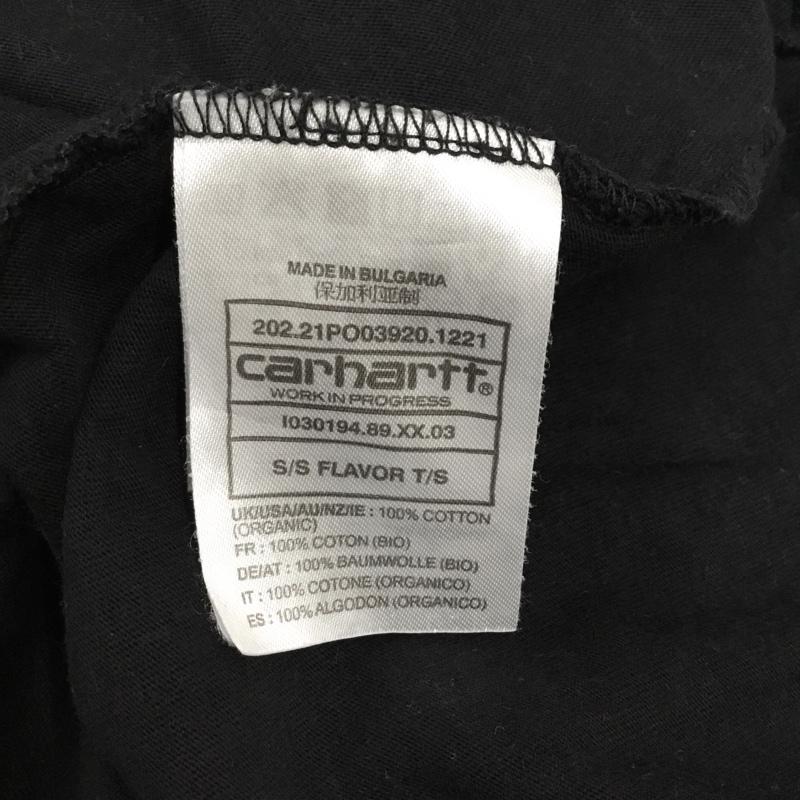 MADE IN BULGARIA
保加利亚制
202.21PO03920.1221
carhartt®
WORK IN PROGRESS
I030194.89.XX.03
S/S FLAVOR T/S
UK/USA/AU/NZ/IE : 100% COTTON
(ORGANIC)
FR : 100% COTON (BIO)
DE/AT : 100% BAUMWOLLE (BIO)
IT : 100% COTONE (ORGANICO)
ES : 100% ALGODON (ORGANICO)